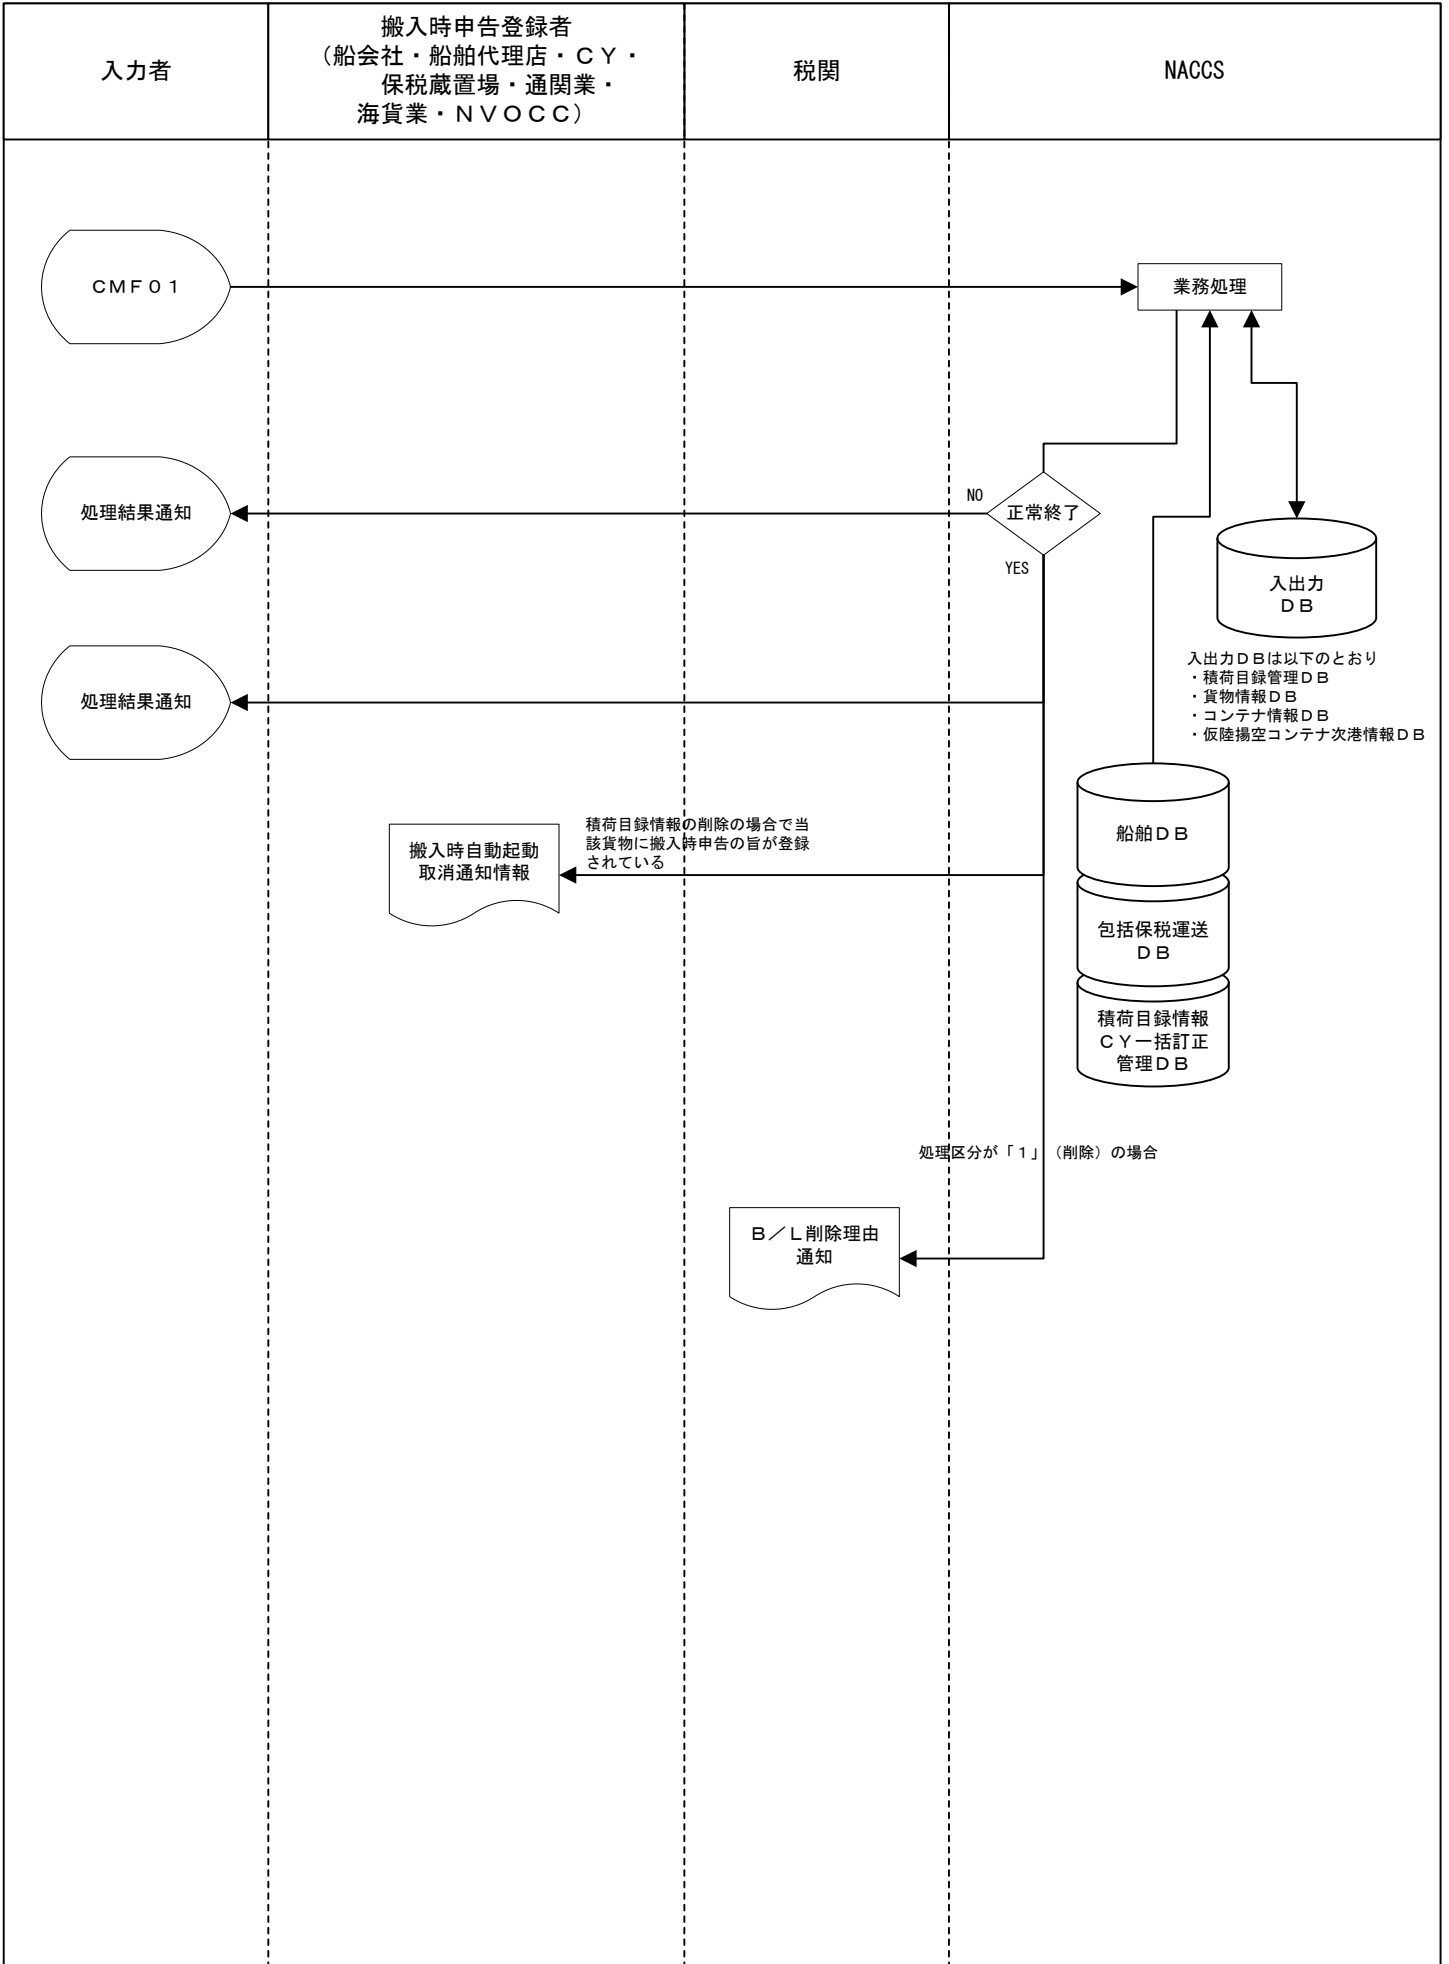 入力者
搬入時申告登録者
(船会社・船舶代理店・ＣＹ・
保税蔵置場・通関業・
海貨業・ＮＶＯＣＣ)
税関
NACCS
ＣＭＦ０１
業務処理
処理結果通知
NO
正常終了
YES
入出力
ＤＢ
処理結果通知
入出力ＤＢは以下のとおり
・積荷目録管理ＤＢ
・貨物情報ＤＢ
・コンテナ情報ＤＢ
・仮陸揚空コンテナ次港情報ＤＢ
搬入時自動起動
取消通知情報
積荷目録情報の削除の場合で当
該貨物に搬入時申告の旨が登録
されている
船舶ＤＢ
包括保税運送
ＤＢ
積荷目録情報
ＣＹ一括訂正
管理ＤＢ
処理区分が「１」（削除）の場合
Ｂ／Ｌ削除理由
通知